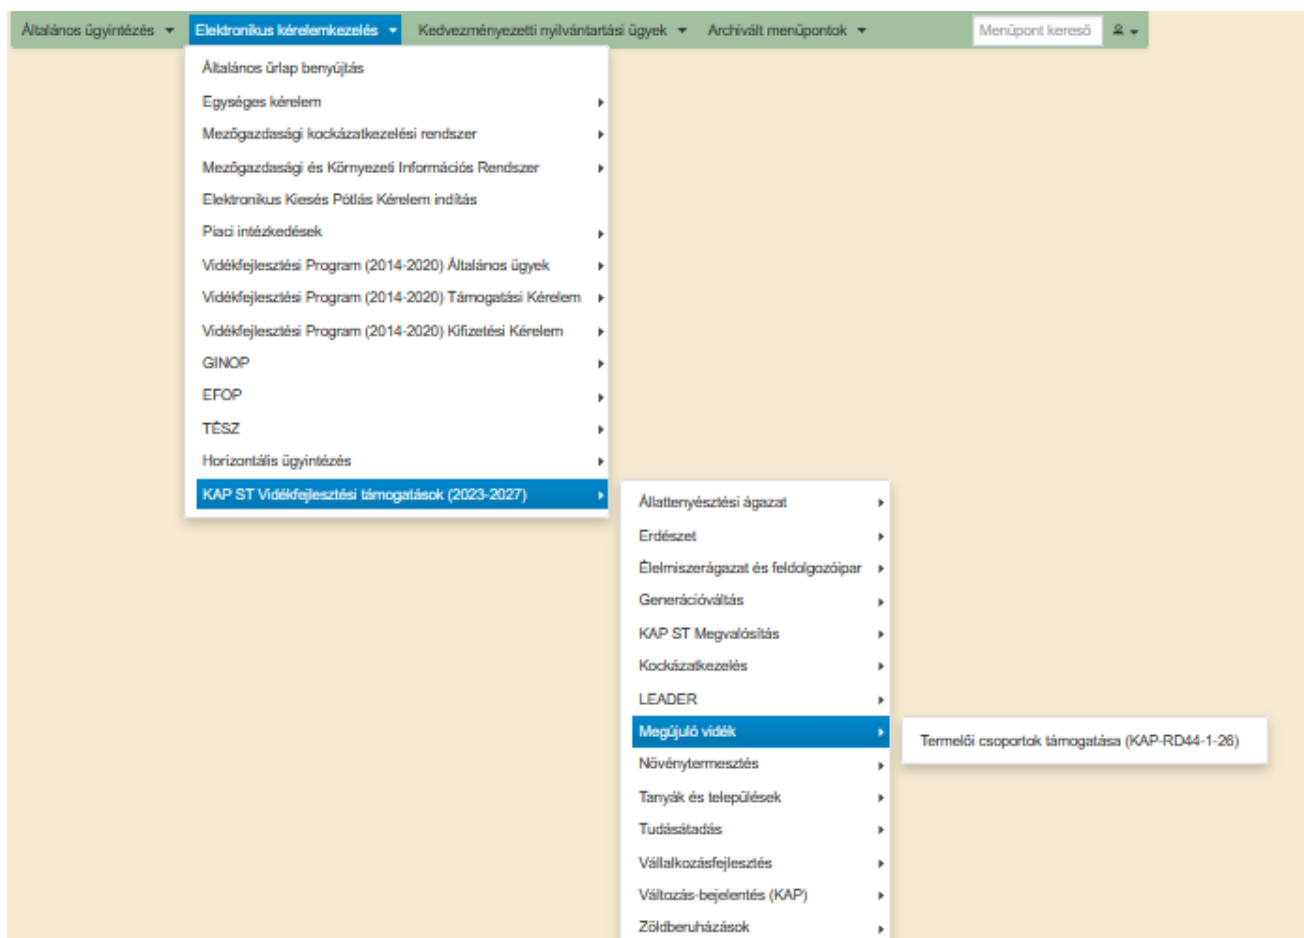 Általános ügyintézés Elektronikus kérelemkezelés Kedvezményezetti nyilvántartási ügyek Archivált menüpontok Menüpont kereső
Általános űrlap benyújtás
Egységes kérelem
Mezőgazdasági kockázatkezelési rendszer
Mezőgazdasági és Környezeti Információs Rendszer
Elektronikus Kiesés Pótlás Kérelem indítás
Piaci intézkedések
Vidékfejlesztési Program (2014-2020) Általános ügyek
Vidékfejlesztési Program (2014-2020) Támogatási Kérelem
Vidékfejlesztési Program (2014-2020) Kifizetési Kérelem
GINOP
EFOP
TÉSZ
Horizontális ügyintézés
KAP ST Vidékfejlesztési támogatások (2023-2027)
Állattenyésztési ágazat
Erdészet
Élelmiszerágazat és feldolgozóipar
Generációváltás
KAP ST Megvalósítás
Kockázatkezelés
LEADER
Megújuló vidék
Termelői csoportok támogatása (KAP-RD44-1-26)
Növénytermesztés
Tanyák és települések
Tudásátadás
Vállalkozásfejlesztés
Változás-bejelentés (KAP)
Zöldberuházások